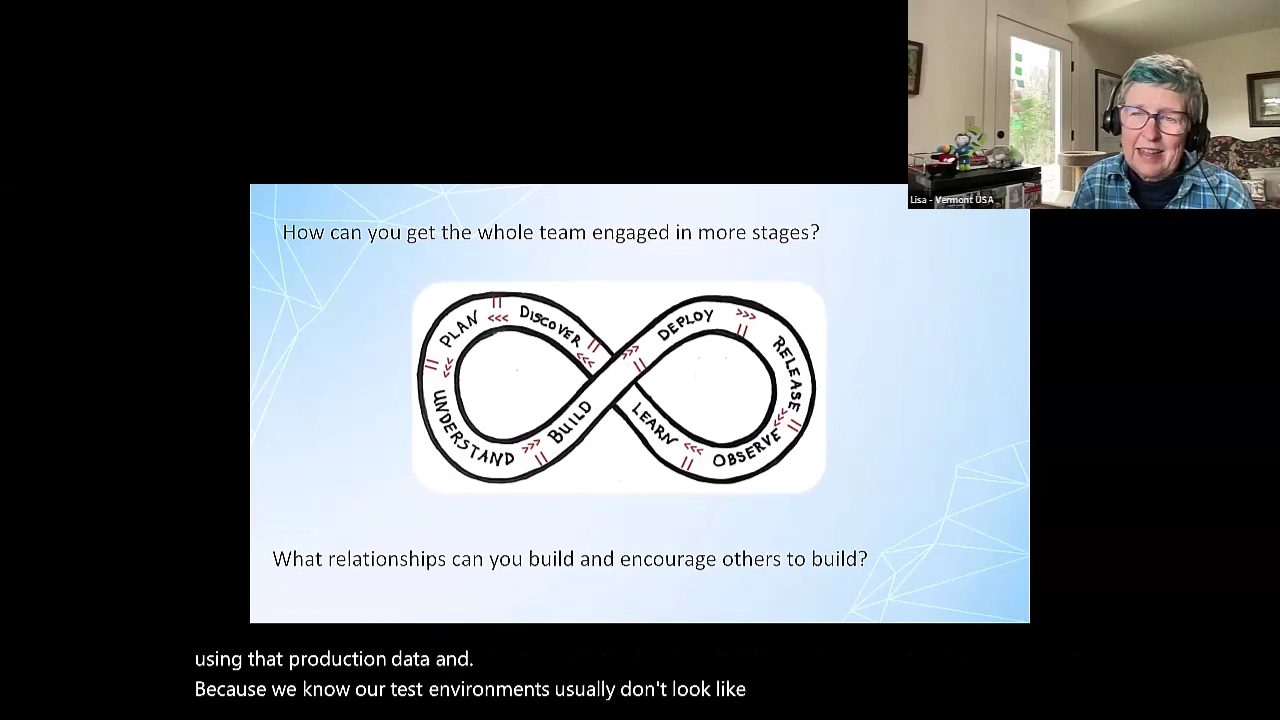 Lisa - Vermont USA
How can you get the whole team engaged in more stages?
DISCOVER
PLAN
UNDERSTAND
BUILD
DEPLOY
RELEASE
OBSERVE
LEARN
What relationships can you build and encourage others to build?
using that production data and.
Because we know our test environments usually don't look like